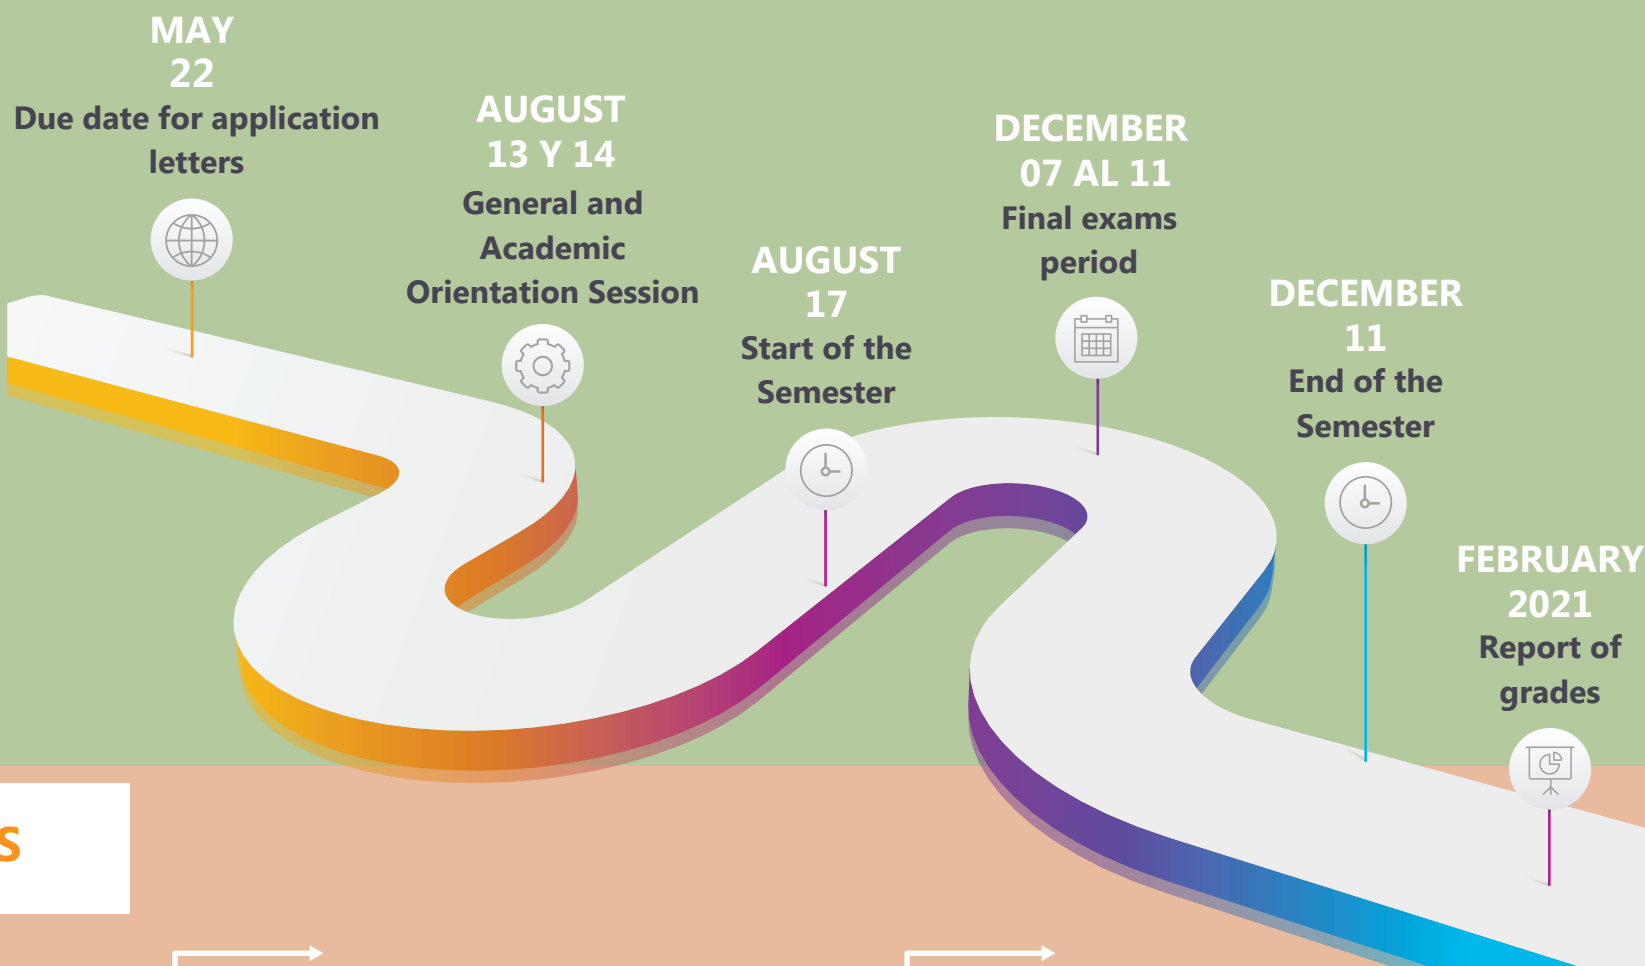 MAY
22
Due date for application
letters
AUGUST
13 Y 14
General and
Academic
Orientation Session
AUGUST
17
Start of the
Semester
DECEMBER
07 AL 11
Final exams
period
DECEMBER
11
End of the
Semester
FEBRUARY
2021
Report of
grades
S